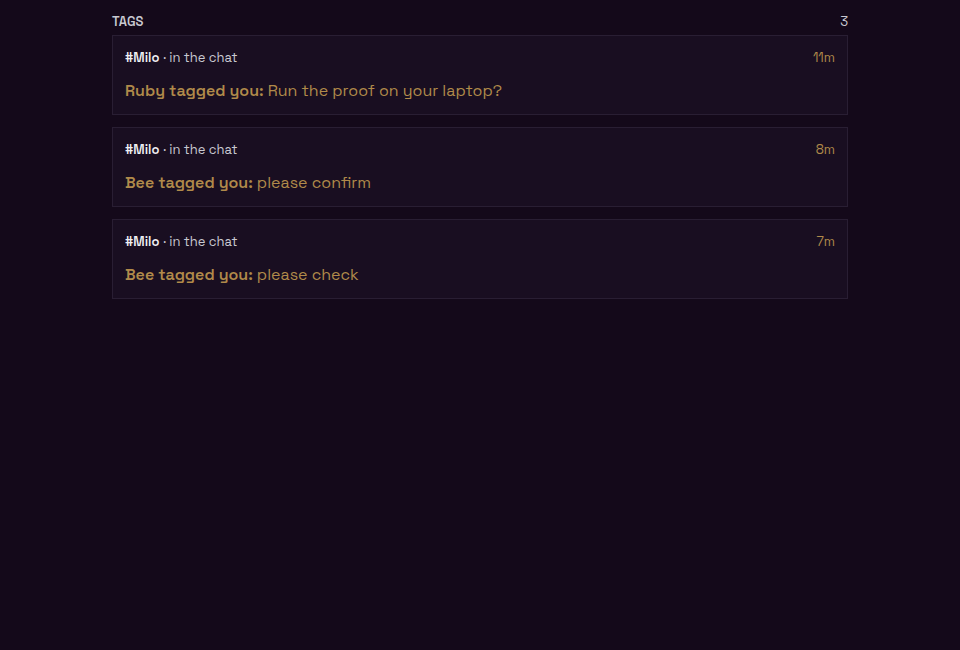 TAGS 3
#Milo · in the chat 11m
Ruby tagged you: Run the proof on your laptop?
#Milo · in the chat 8m
Bee tagged you: please confirm
#Milo · in the chat 7m
Bee tagged you: please check